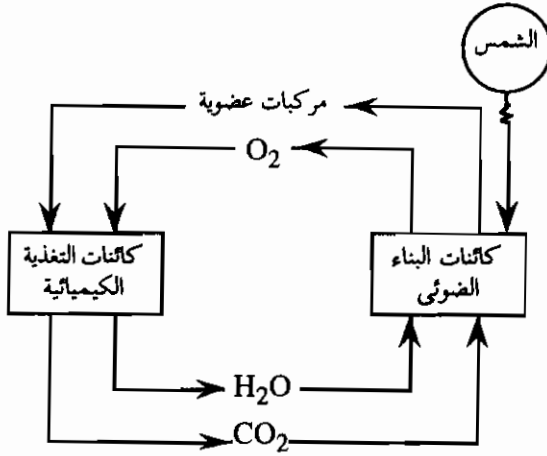 الشمس
مركبات عضوية
O₂
كائنات البناء
الضوئى
كائنات التغذية
الكيميائية
H₂O
CO₂